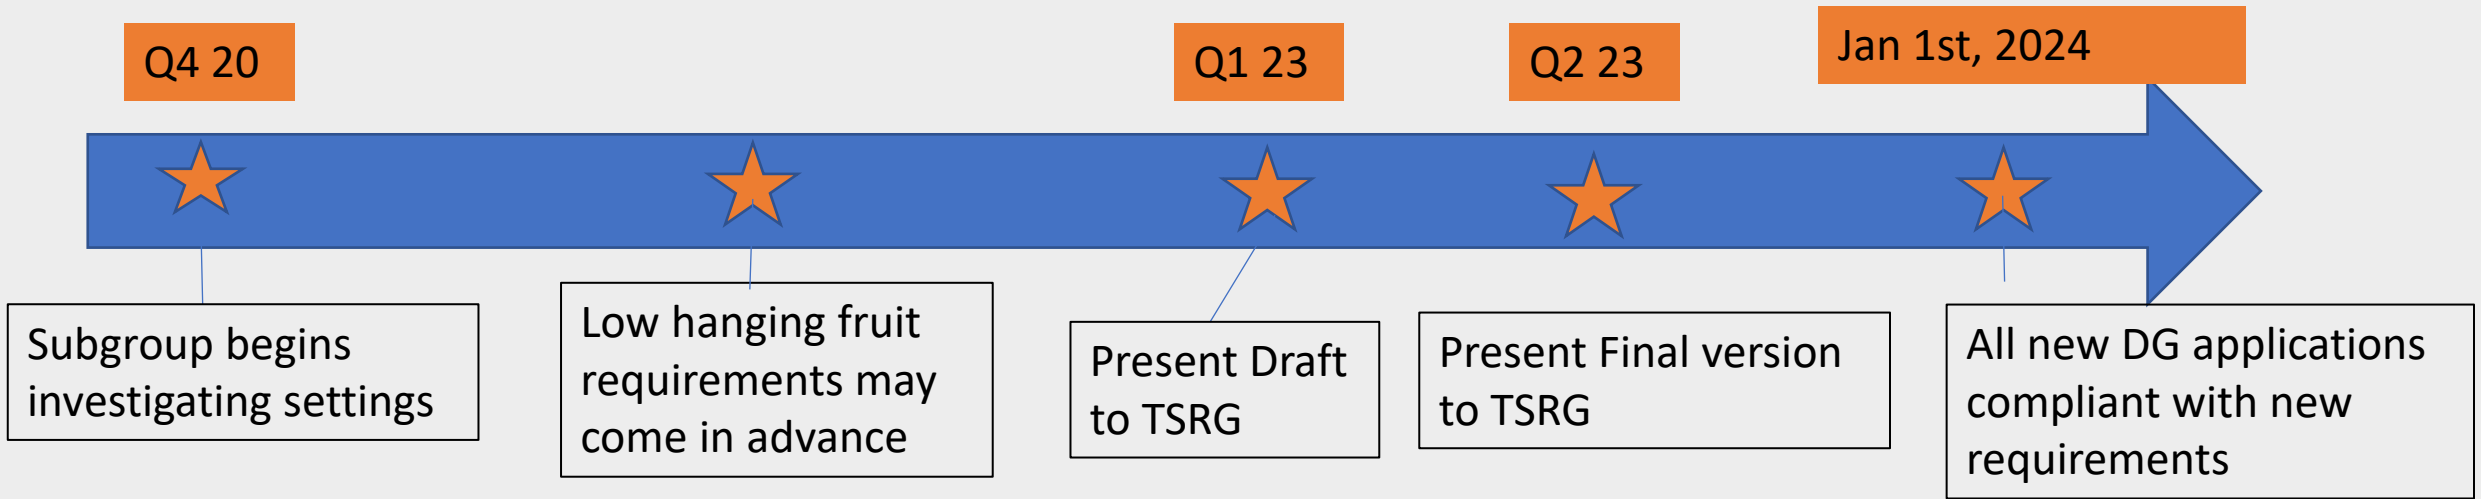 Q4 20
Q1 23
Q2 23
Jan 1st, 2024
Subgroup begins
investigating settings
Low hanging fruit
requirements may
come in advance
Present Draft
to TSRG
Present Final version
to TSRG
All new DG applications
compliant with new
requirements